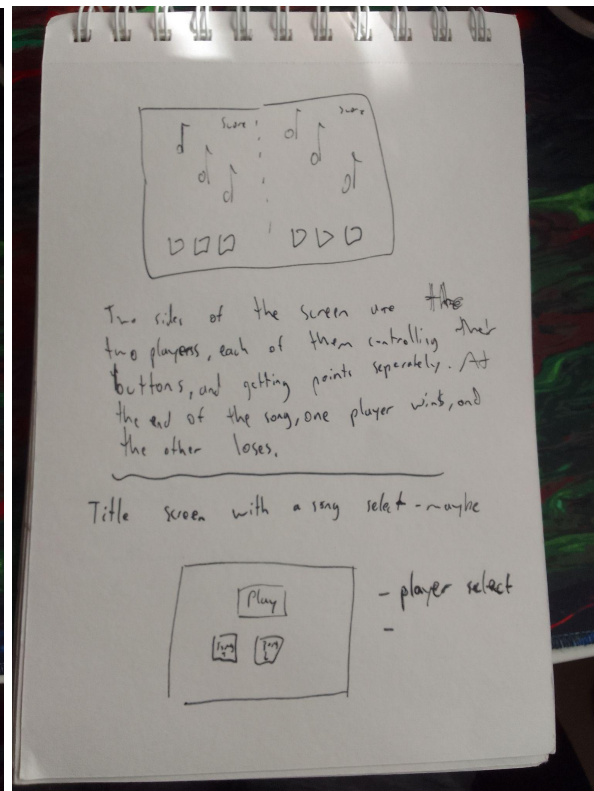 Score
Score
Two sides of the screen are the
two players, each of them controlling their
buttons, and getting points seperately. At
the end of the song, one player wins, and
the other loses.
Title screen with a song select - maybe
Play
- player select
Song
Song
-